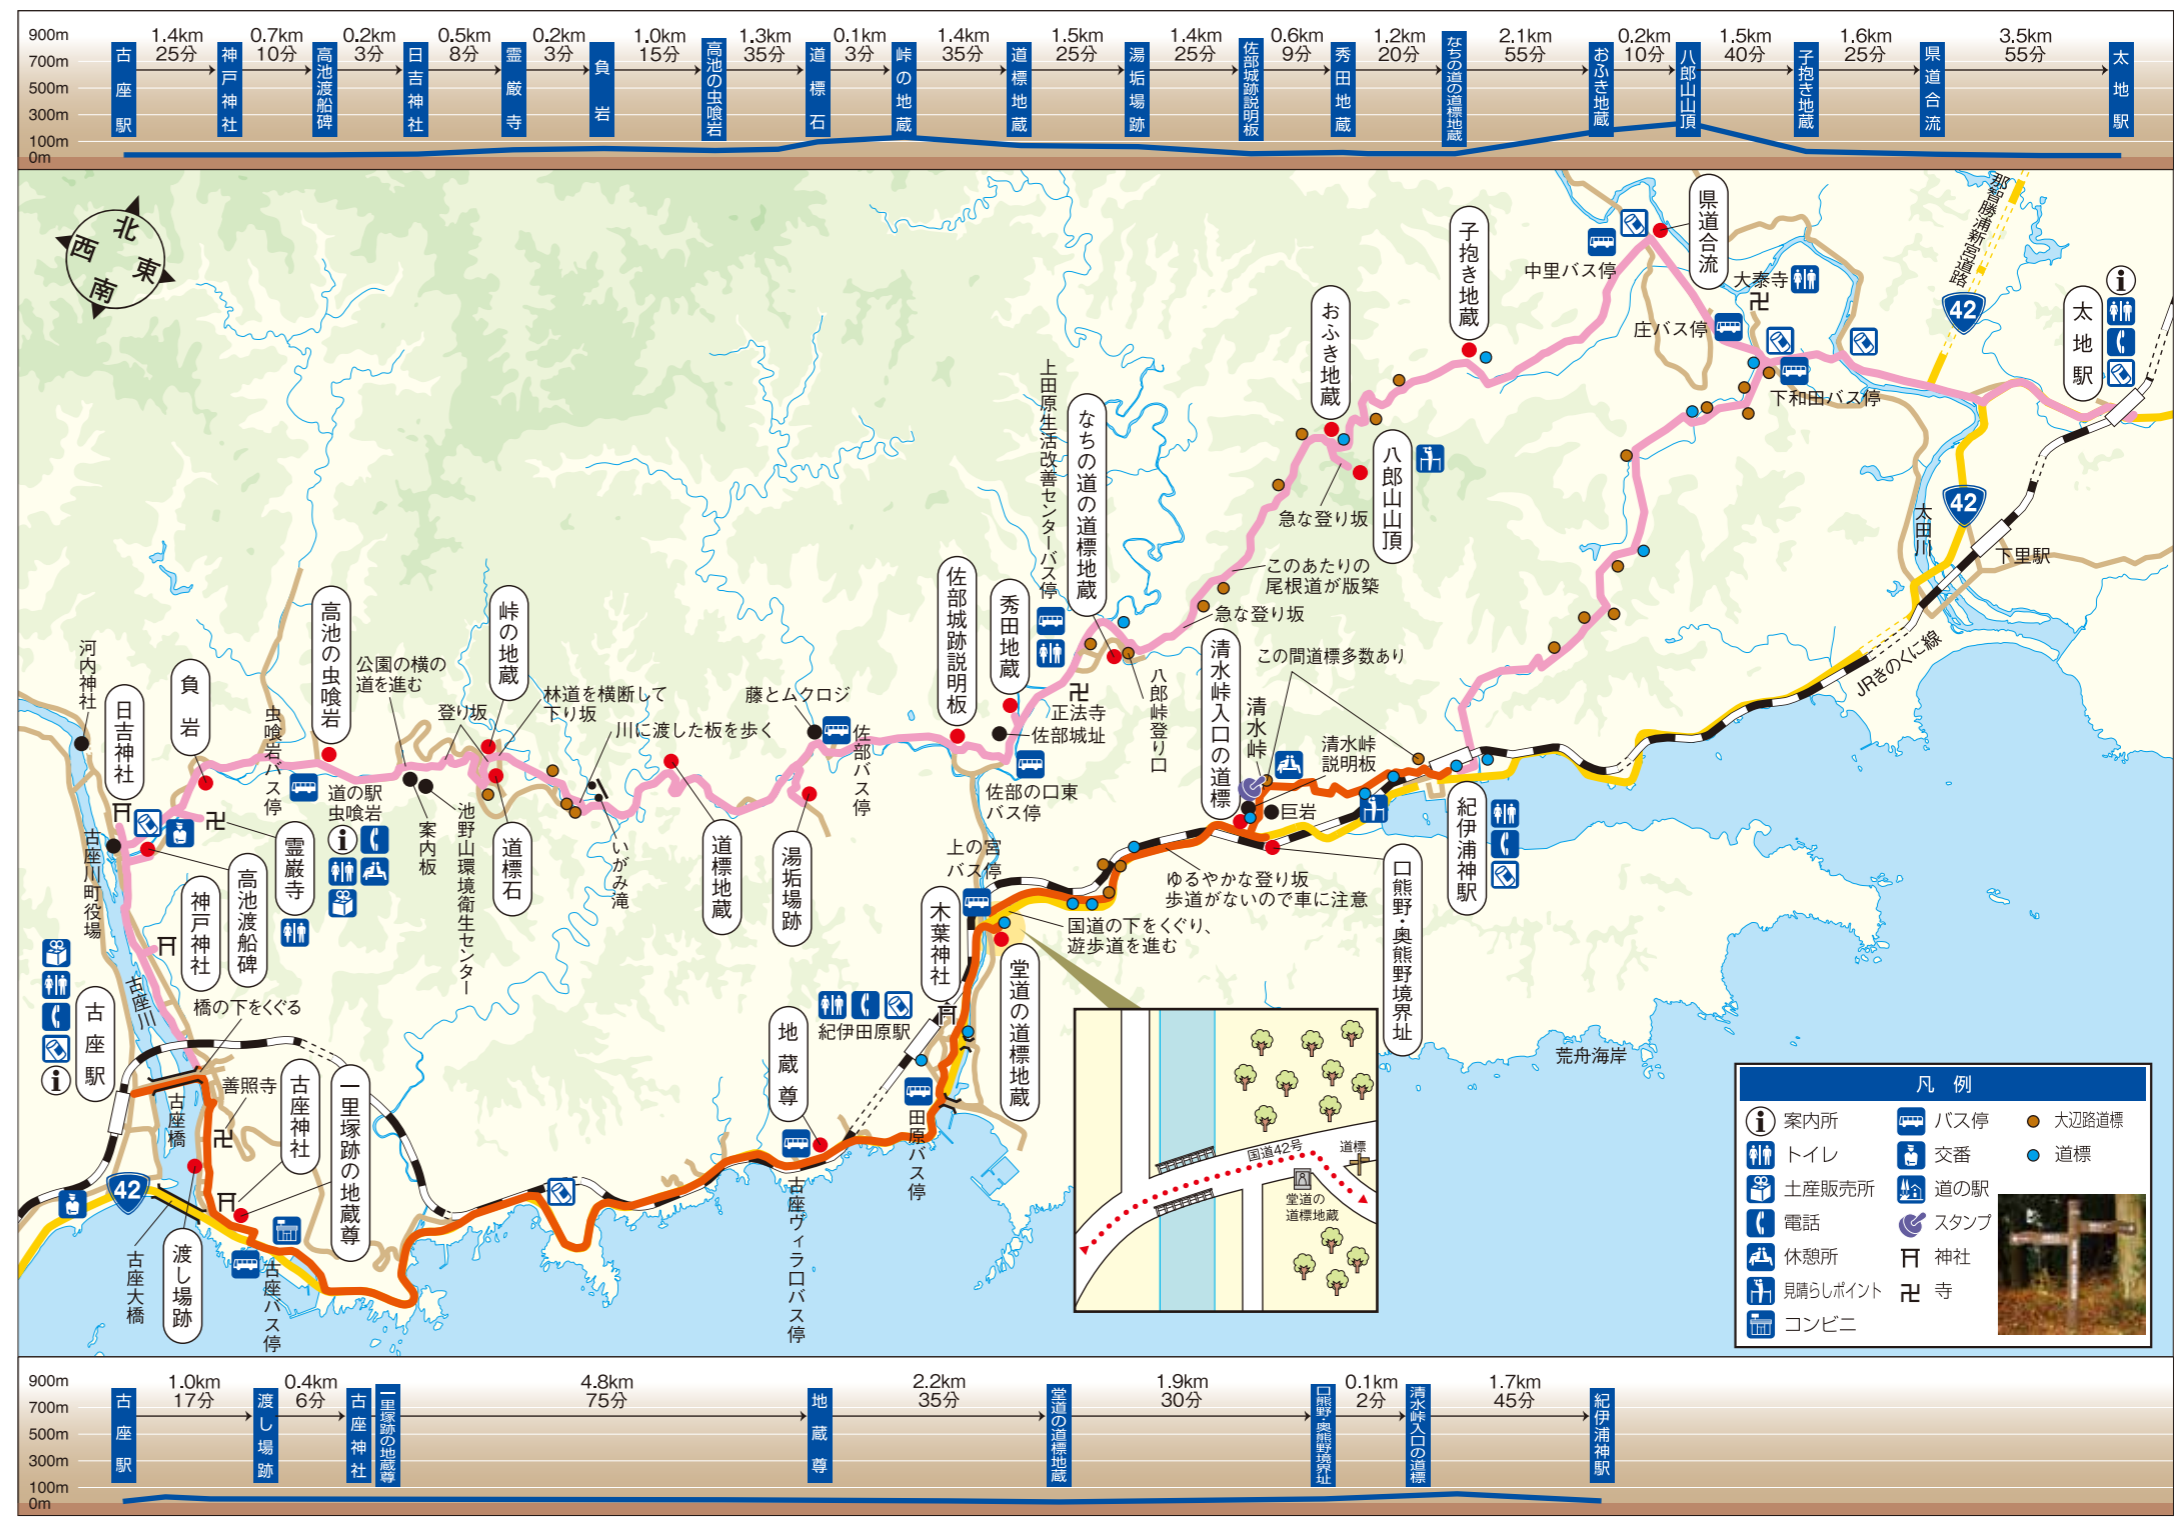 900m
700m
500m
300m
100m
0m
古座駅
1.4km
25分
神戸神社
0.7km
10分
高池渡船碑
0.2km
3分
日吉神社
0.5km
8分
霊巌寺
0.2km
3分
負岩
1.0km
15分
高池の虫喰岩
1.3km
35分
道標石
0.1km
3分
峠の地蔵
1.4km
35分
道標地蔵
1.5km
25分
湯垢場跡
1.4km
25分
佐部城跡説明板
0.6km
9分
秀田地蔵
1.2km
20分
なちの道の道標地蔵
2.1km
55分
おふき地蔵
0.2km
10分
八郎山山頂
1.5km
40分
子抱き地蔵
1.6km
25分
県道合流
3.5km
55分
太地駅
北
東
南
西
河内神社
日吉神社
負岩
虫喰岩バス停
高池の虫喰岩
公園の横の
道を進む
登り坂
峠の地蔵
林道を横断して
下り坂
川に渡した板を歩く
藤とムクロジ
佐部バス停
佐部城跡説明板
秀田地蔵
上田原生活改善センターバス停
なちの道の道標地蔵
正法寺
佐部城址
佐部の口東
バス停
八郎峠登り口
急な登り坂
このあたりの
尾根道が版築
急な登り坂
おふき地蔵
八郎山山頂
子抱き地蔵
中里バス停
県道合流
大泰寺
庄バス停
下和田バス停
那智勝浦新宮道路
42
太地駅
42
太田川
下里駅
JRきのくに線
古座川町役場
高池渡船碑
霊巌寺
神戸神社
道の駅
虫喰岩
案内板
池野山環境衛生センター
道標石
いがみ滝
道標地蔵
湯垢場跡
上の宮
バス停
木葉神社
堂道の道標地蔵
国道の下をくぐり、
遊歩道を進む
ゆるやかな登り坂
歩道がないので車に注意
清水峠入口の道標
清水峠
この間道標多数あり
清水峠
説明板
巨岩
口熊野・奥熊野境界址
紀伊浦神駅
荒舟海岸
古座駅
古座川
橋の下をくぐる
善照寺
古座神社
一里塚跡の地蔵尊
古座橋
42
古座大橋
渡し場跡
古座バス停
地蔵尊
紀伊田原駅
田原バス停
古座ヴィラ口バス停
国道42号
道標
堂道の
道標地蔵
凡 例
案内所
トイレ
土産販売所
電話
休憩所
見晴らしポイント
コンビニ
バス停
交番
道の駅
スタンプ
神社
寺
大辺路道標
道標
900m
700m
500m
300m
100m
0m
古座駅
1.0km
17分
渡し場跡
0.4km
6分
古座神社
一里塚跡の地蔵尊
4.8km
75分
地蔵尊
2.2km
35分
堂道の道標地蔵
1.9km
30分
口熊野・奥熊野境界址
0.1km
2分
清水峠入口の道標
1.7km
45分
紀伊浦神駅